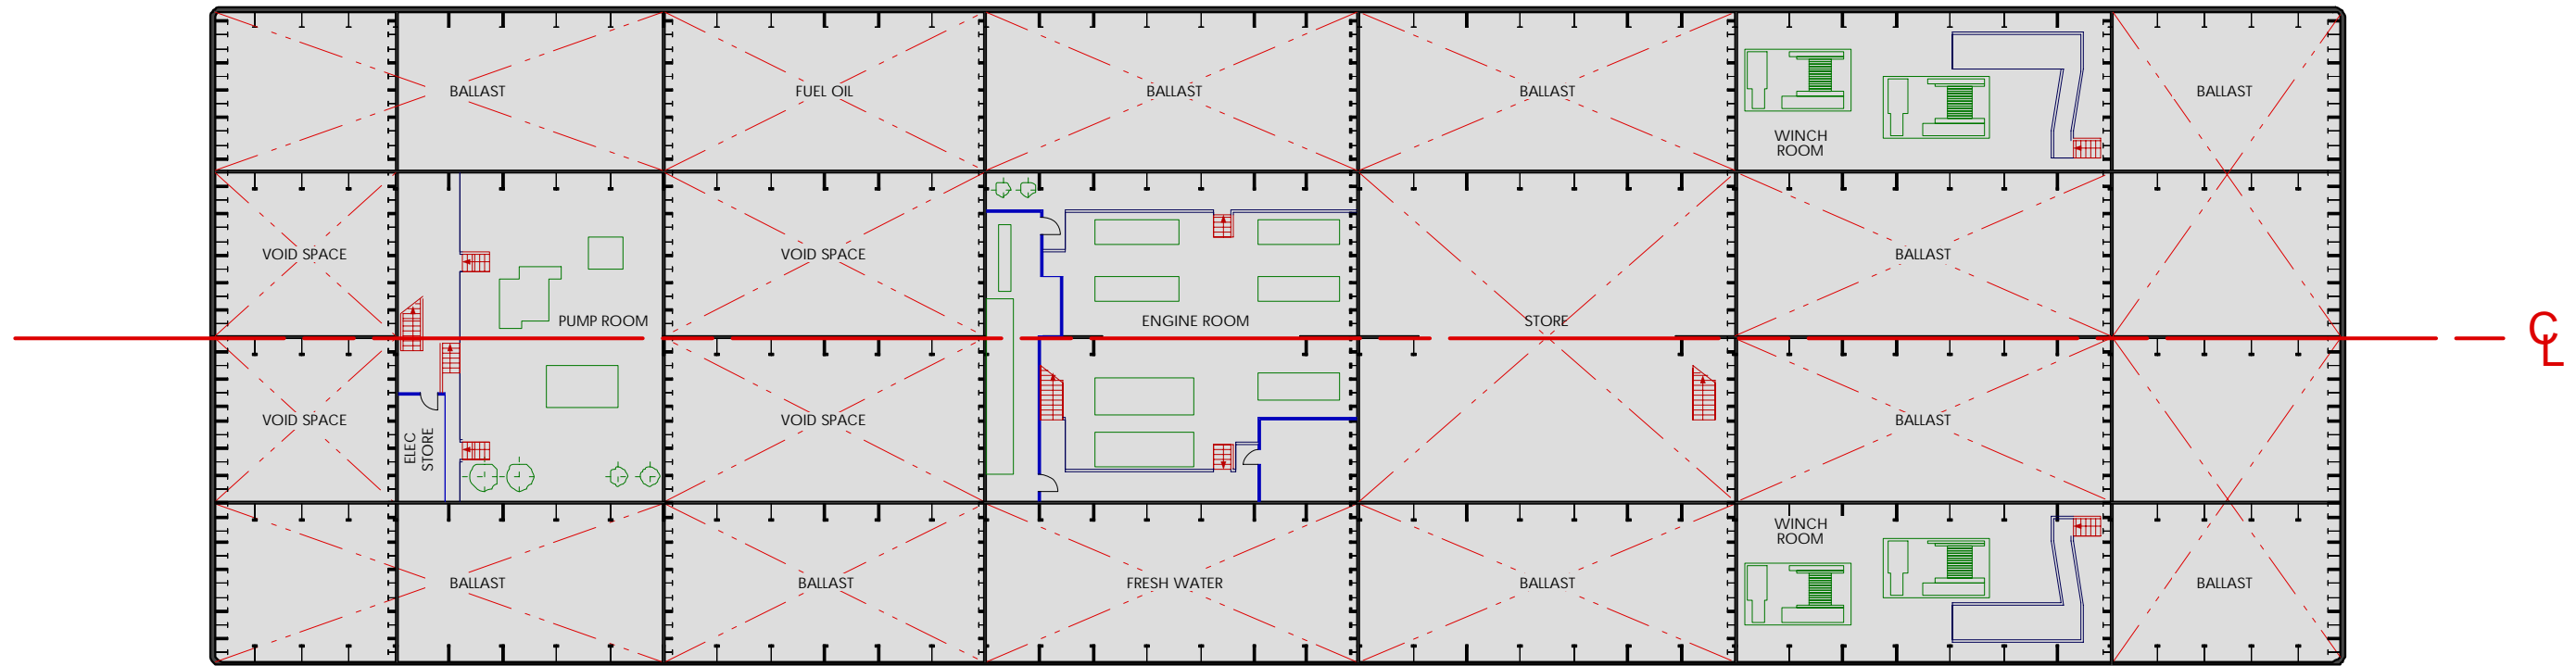 BALLAST
FUEL OIL
BALLAST
BALLAST
WINCH
ROOM
BALLAST
VOID SPACE
PUMP ROOM
VOID SPACE
ENGINE ROOM
STORE
BALLAST
CL
VOID SPACE
ELEC
STORE
VOID SPACE
BALLAST
BALLAST
BALLAST
FRESH WATER
BALLAST
WINCH
ROOM
BALLAST